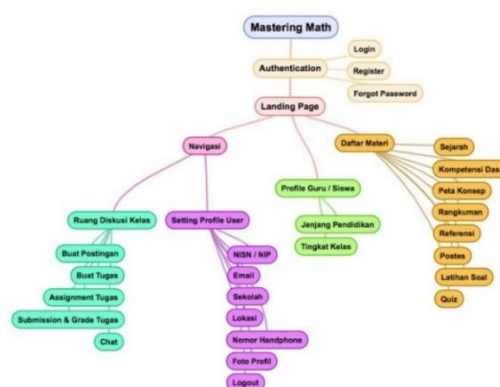 Mastering Math
Authentication
Login
Register
Forgot Password
Landing Page
Navigasi
Ruang Diskusi Kelas
Buat Postingan
Buat Tugas
Assignment Tugas
Submission & Grade Tugas
Chat
Setting Profile User
NISN / NIP
Email
Sekolah
Lokasi
Nomor Handphone
Foto Profil
Logout
Profile Guru / Siswa
Jenjang Pendidikan
Tingkat Kelas
Daftar Materi
Sejarah
Kompetensi Dasa
Peta Konsep
Rangkuman
Referensi
Postes
Latihan Soal
Quiz